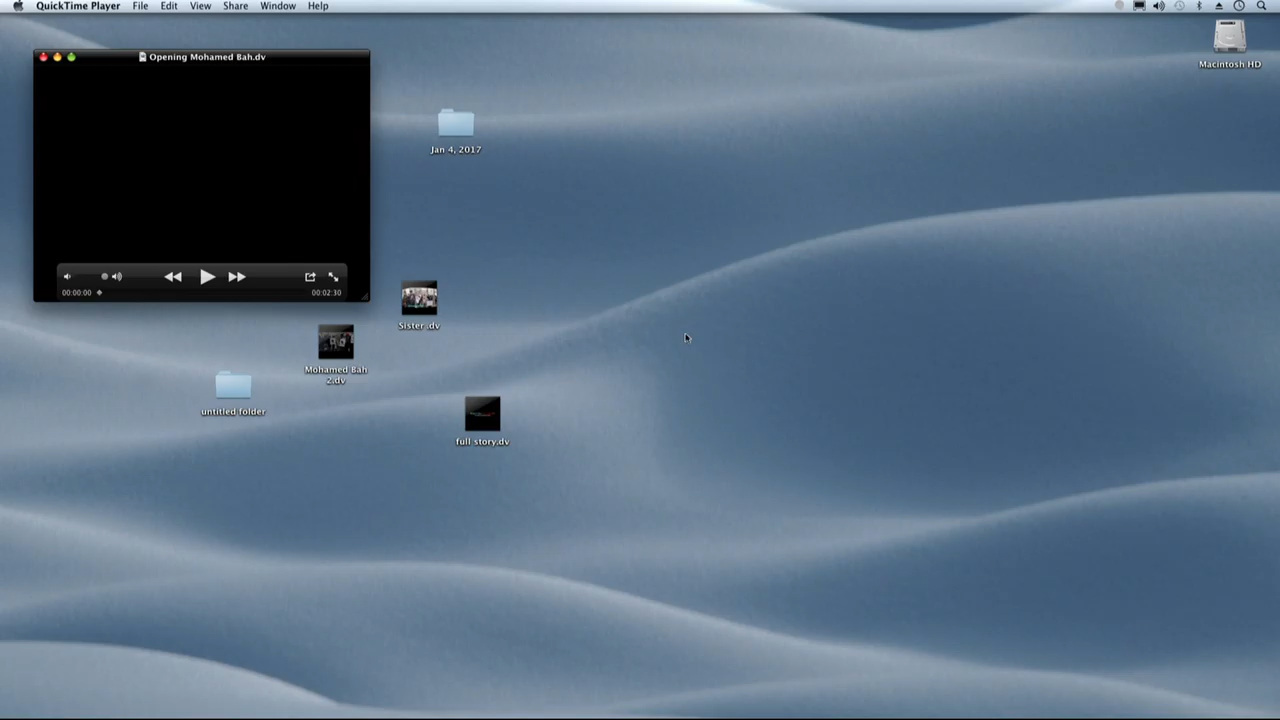 QuickTime Player File Edit View Share Window Help
Macintosh HD
Opening Mohamed Bah.dv
00:00:00
00:02:30
Jan 4, 2017
Sister .dv
Mohamed Bah
2.dv
untitled folder
full story.dv